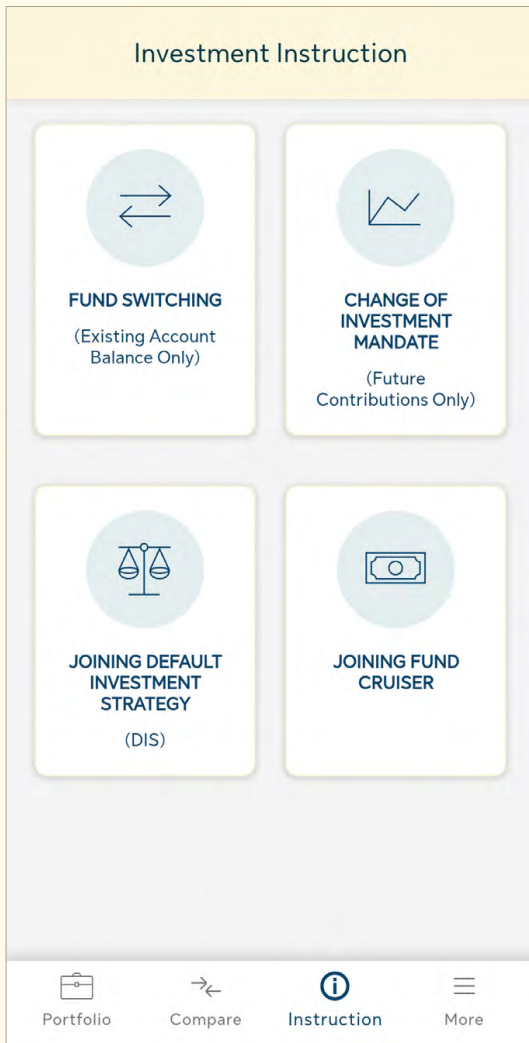 Investment Instruction
FUND SWITCHING
(Existing Account
Balance Only)
CHANGE OF
INVESTMENT
MANDATE
(Future
Contributions Only)
JOINING DEFAULT
INVESTMENT
STRATEGY
(DIS)
JOINING FUND
CRUISER
Portfolio
Compare
Instruction
More